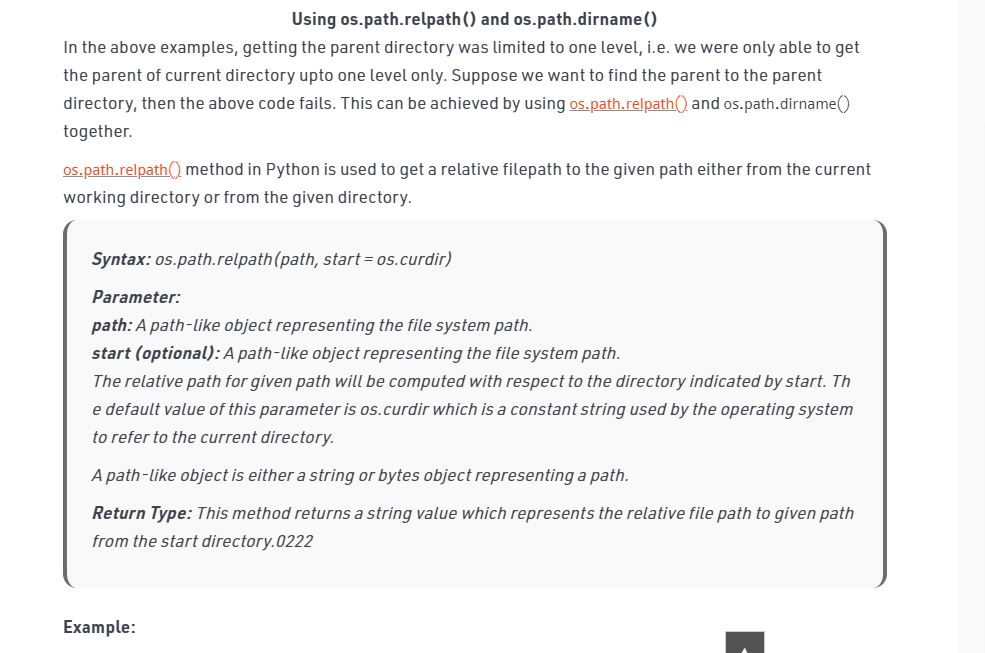 Using os.path.relpath() and os.path.dirname()
In the above examples, getting the parent directory was limited to one level, i.e. we were only able to get
the parent of current directory upto one level only. Suppose we want to find the parent to the parent
directory, then the above code fails. This can be achieved by using os.path.relpath() and os.path.dirname()
together.
os.path.relpath() method in Python is used to get a relative filepath to the given path either from the current
working directory or from the given directory.
Syntax: os.path.relpath(path, start = os.curdir)
Parameter:
path: A path-like object representing the file system path.
start (optional): A path-like object representing the file system path.
The relative path for given path will be computed with respect to the directory indicated by start. Th
e default value of this parameter is os.curdir which is a constant string used by the operating system
to refer to the current directory.
A path-like object is either a string or bytes object representing a path.
Return Type: This method returns a string value which represents the relative file path to given path
from the start directory.0222
Example: